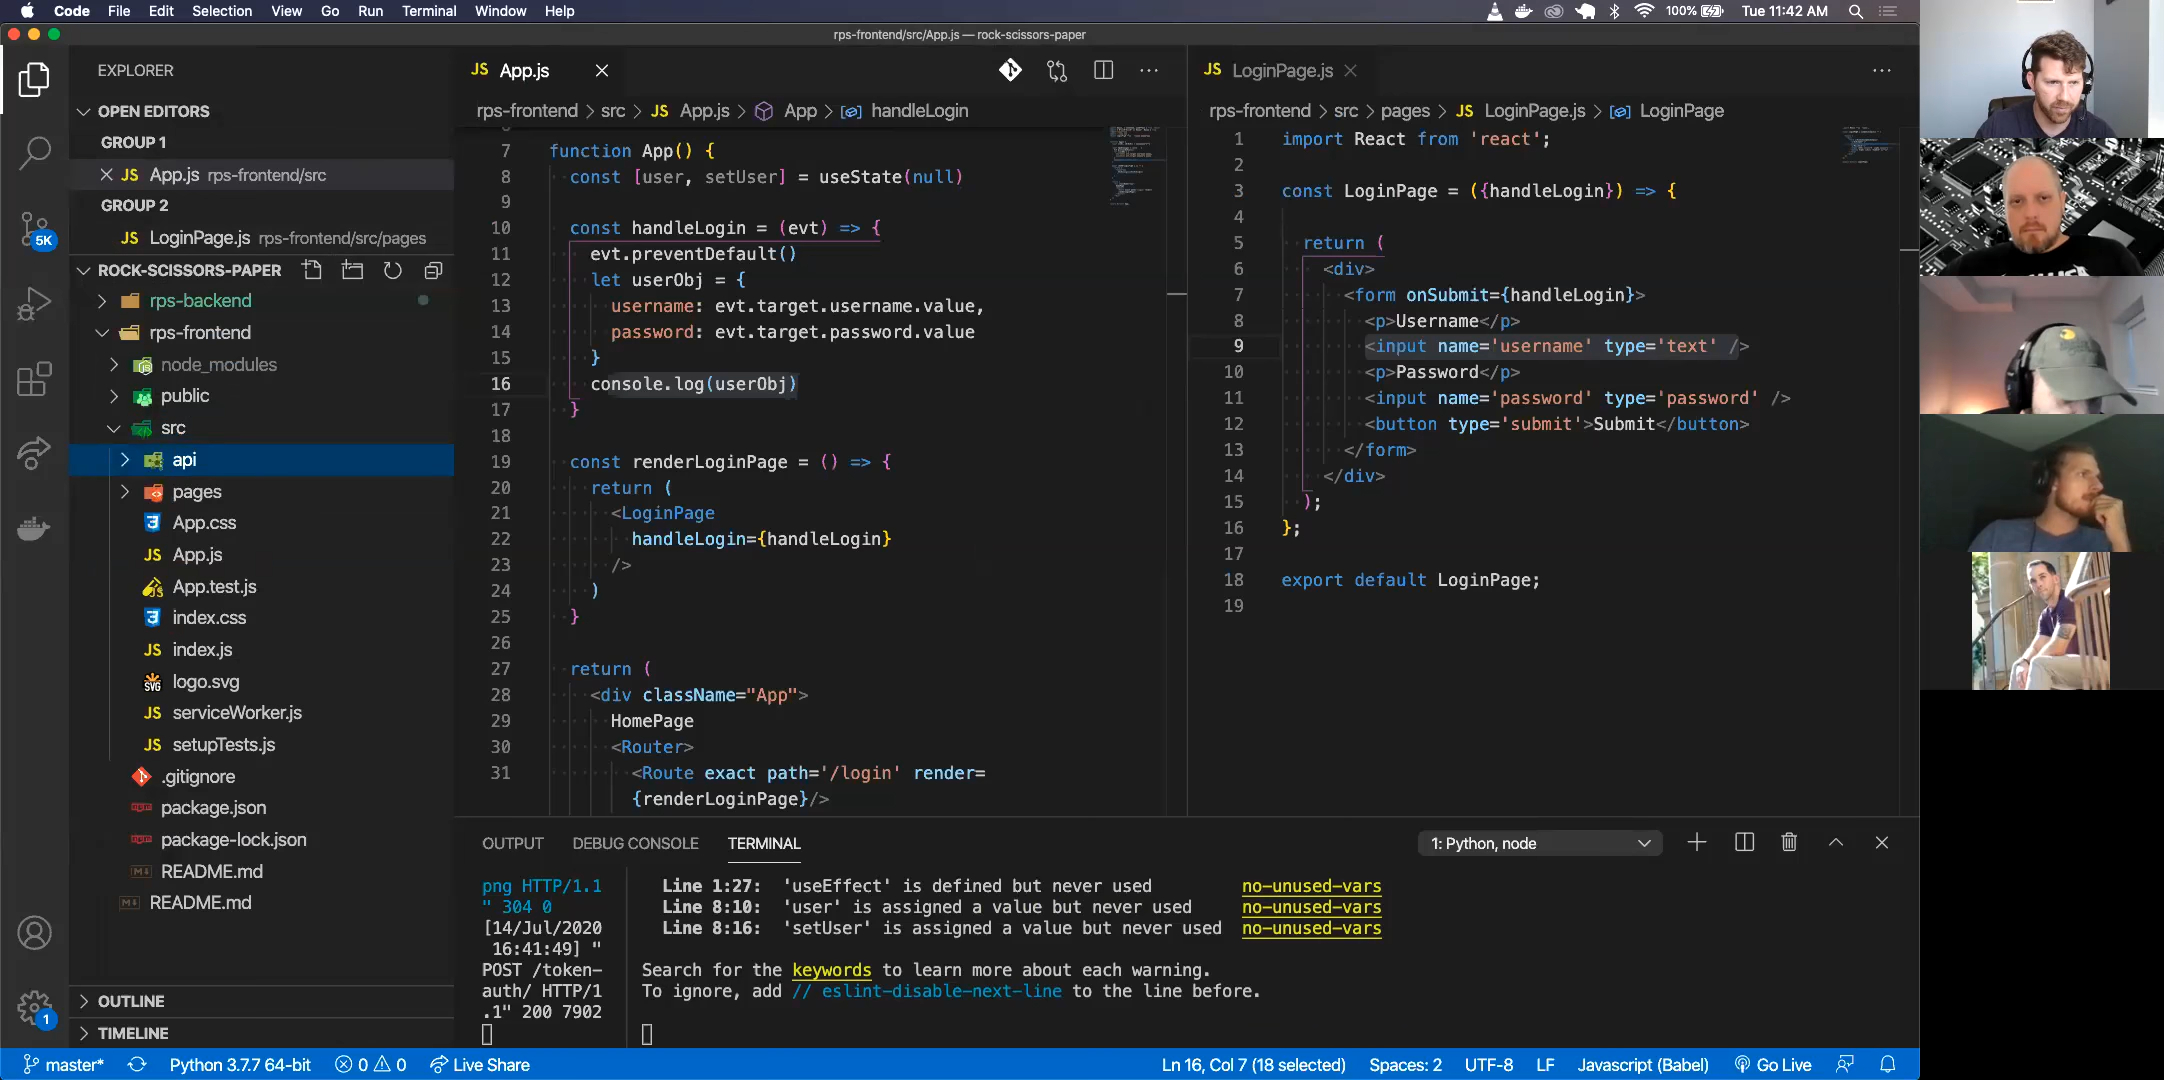 Code File Edit Selection View Go Run Terminal Window Help
100% Tue 11:42 AM
rps-frontend/src/App.js — rock-scissors-paper
EXPLORER
OPEN EDITORS
GROUP 1
JS App.js rps-frontend/src
GROUP 2
JS LoginPage.js rps-frontend/src/pages
ROCK-SCISSORS-PAPER
rps-backend
rps-frontend
node_modules
public
src
api
pages
App.css
JS App.js
App.test.js
index.css
JS index.js
SVG logo.svg
JS serviceWorker.js
JS setupTests.js
.gitignore
package.json
package-lock.json
README.md
README.md
OUTLINE
TIMELINE
5K
1
JS App.js
rps-frontend > src > JS App.js > App > handleLogin
7 function App() {
8 const [user, setUser] = useState(null)
9
10 const handleLogin = (evt) => {
11 evt.preventDefault()
12 let userObj = {
13 username: evt.target.username.value,
14 password: evt.target.password.value
15 }
16 console.log(userObj)
17 }
18
19 const renderLoginPage = () => {
20 return (
21 <LoginPage
22 handleLogin={handleLogin}
23 />
24 )
25 }
26
27 return (
28 <div className="App">
29 HomePage
30 <Router>
31 <Route exact path='/login' render=
{renderLoginPage}/>
JS LoginPage.js
rps-frontend > src > pages > JS LoginPage.js > LoginPage
1 import React from 'react';
2
3 const LoginPage = ({handleLogin}) => {
4
5 return (
6 <div>
7 <form onSubmit={handleLogin}>
8 <p>Username</p>
9 <input name='username' type='text' />
10 <p>Password</p>
11 <input name='password' type='password' />
12 <button type='submit'>Submit</button>
13 </form>
14 </div>
15 );
16 };
17
18 export default LoginPage;
19
OUTPUT DEBUG CONSOLE TERMINAL
1: Python, node
png HTTP/1.1
" 304 0
[14/Jul/2020
16:41:49] "
POST /token-
auth/ HTTP/1
.1" 200 7902
Line 1:27: 'useEffect' is defined but never used no-unused-vars
Line 8:10: 'user' is assigned a value but never used no-unused-vars
Line 8:16: 'setUser' is assigned a value but never used no-unused-vars
Search for the keywords to learn more about each warning.
To ignore, add // eslint-disable-next-line to the line before.
master* Python 3.7.7 64-bit 0 0 Live Share
Ln 16, Col 7 (18 selected) Spaces: 2 UTF-8 LF Javascript (Babel) Go Live